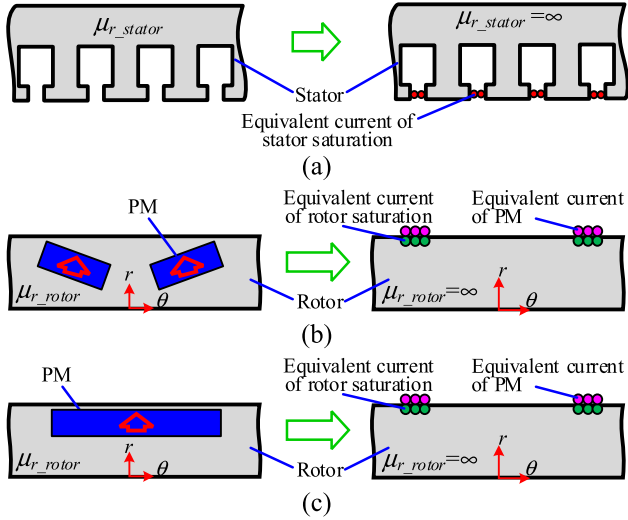 μr_stator
μr_stator=∞
Stator
Equivalent current of
stator saturation
(a)
PM
Equivalent current
of rotor saturation
Equivalent current
of PM
r
θ
μr_rotor
Rotor
r
θ
μr_rotor=∞
(b)
PM
Equivalent current
of rotor saturation
Equivalent current
of PM
r
θ
μr_rotor
Rotor
r
θ
μr_rotor=∞
(c)